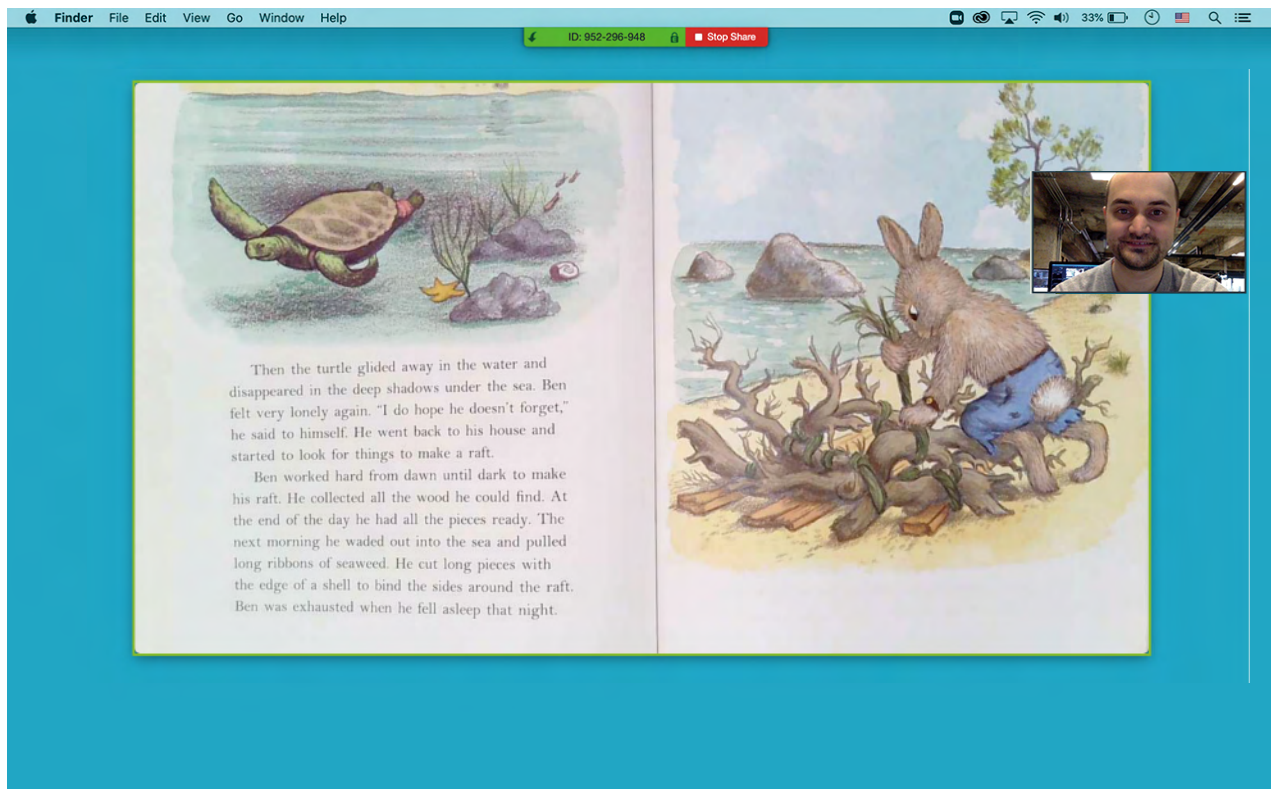 Finder File Edit View Go Window Help 33%
ID: 952-296-948 Stop Share
Then the turtle glided away in the water and
disappeared in the deep shadows under the sea. Ben
felt very lonely again. “I do hope he doesn’t forget,”
he said to himself. He went back to his house and
started to look for things to make a raft.
Ben worked hard from dawn until dark to make
his raft. He collected all the wood he could find. At
the end of the day he had all the pieces ready. The
next morning he waded out into the sea and pulled
long ribbons of seaweed. He cut long pieces with
the edge of a shell to bind the sides around the raft.
Ben was exhausted when he fell asleep that night.